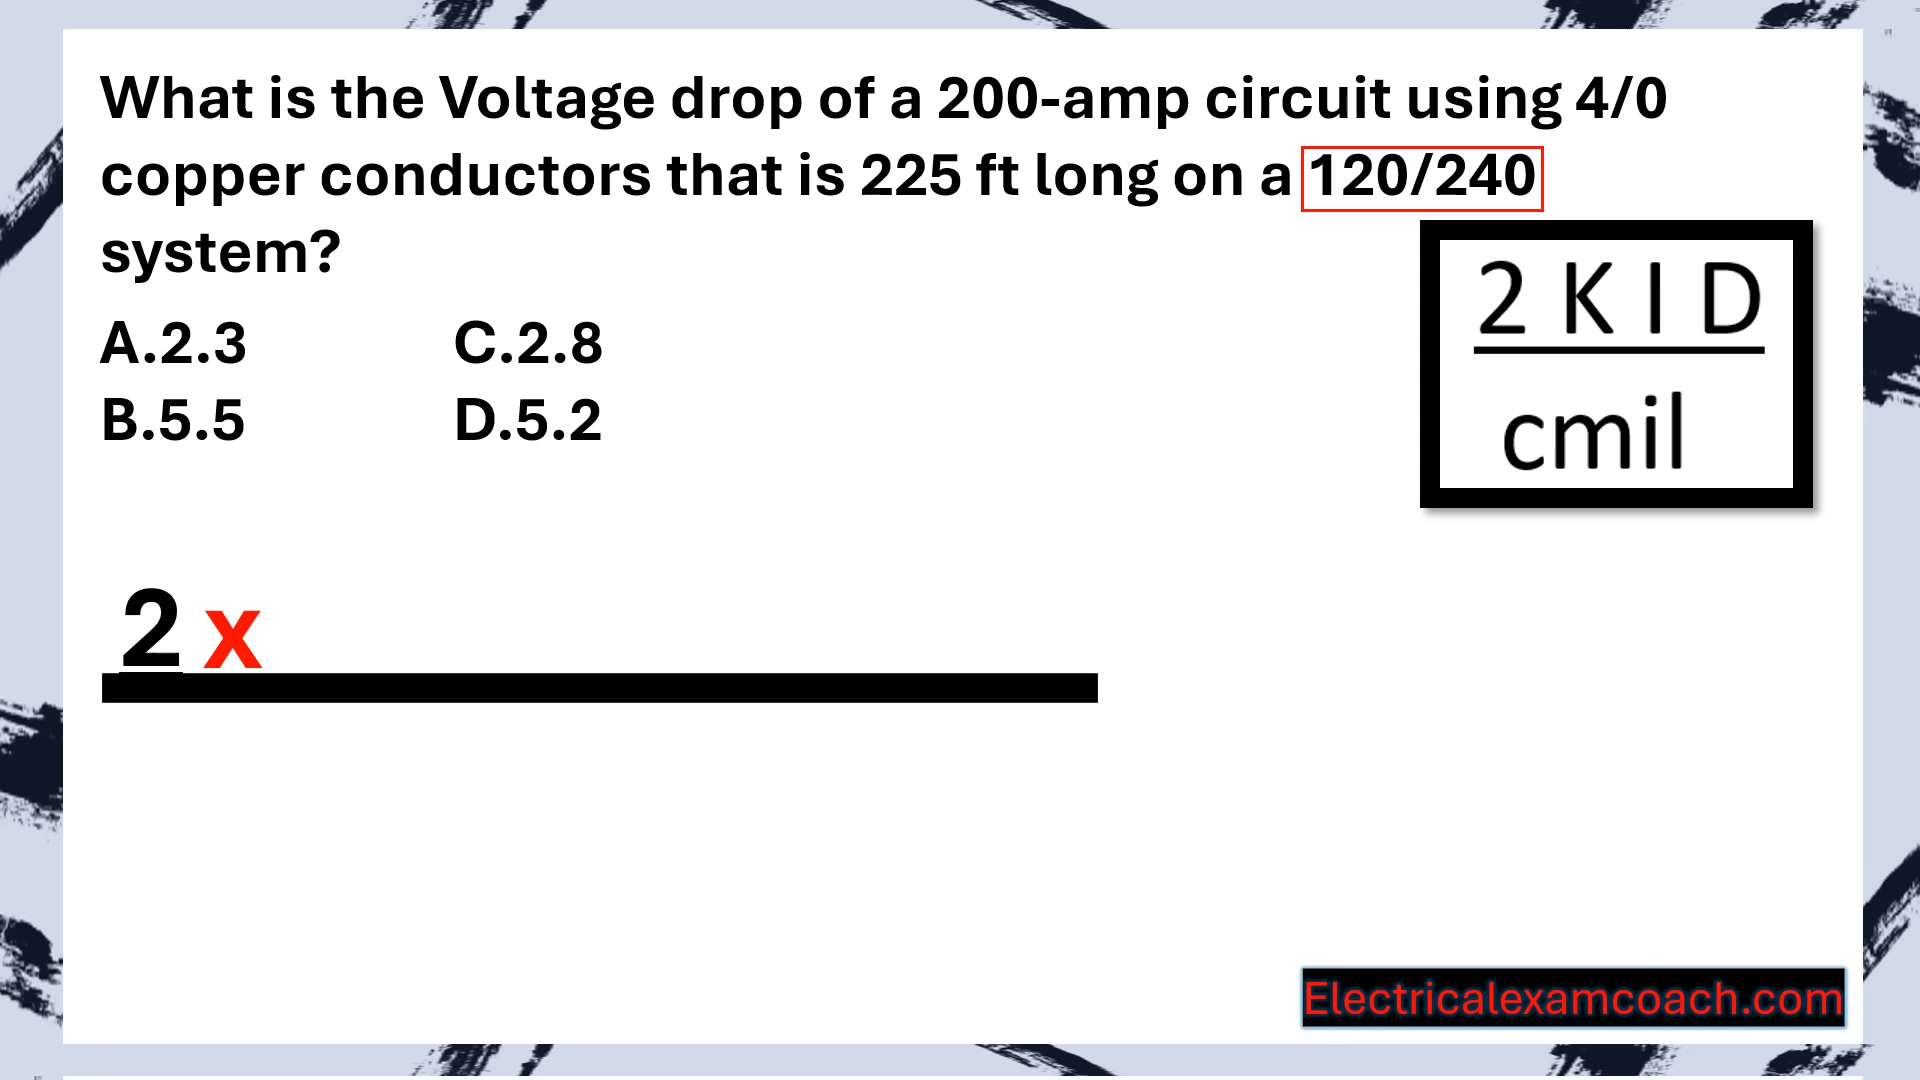 What is the Voltage drop of a 200-amp circuit using 4/0
copper conductors that is 225 ft long on a 120/240
system?
A.2.3 C.2.8
B.5.5 D.5.2
2 K I D
cmil
2 x
Electricalexamcoach.com